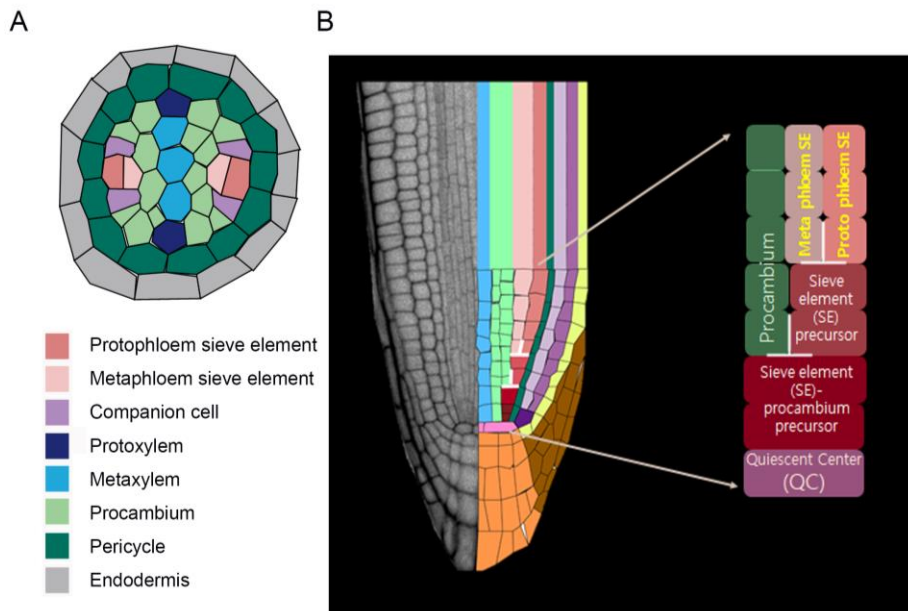 A
B
Protophloem sieve element
Metaphloem sieve element
Companion cell
Protoxylem
Metaxylem
Procambium
Pericycle
Endodermis
Procambium
Meta phloem SE
Proto phloem SE
Sieve element
(SE)
precursor
Sieve element
(SE)-
procambium
precursor
Quiescent Center
(QC)